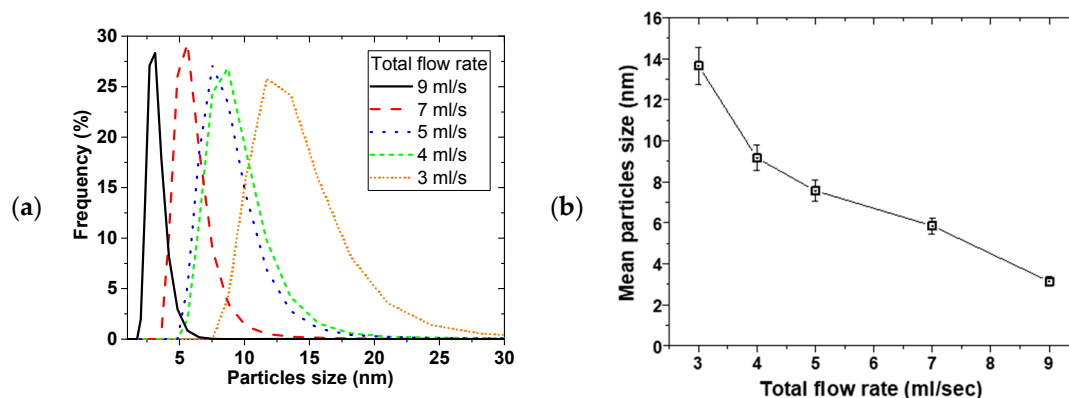 (a)
Frequency (%)
30
25
20
15
10
5
0
5 10 15 20 25 30
Particles size (nm)
Total flow rate
9 ml/s
7 ml/s
5 ml/s
4 ml/s
3 ml/s
(b)
Mean particles size (nm)
16
14
12
10
8
6
4
2
0
3 4 5 6 7 8 9
Total flow rate (ml/sec)